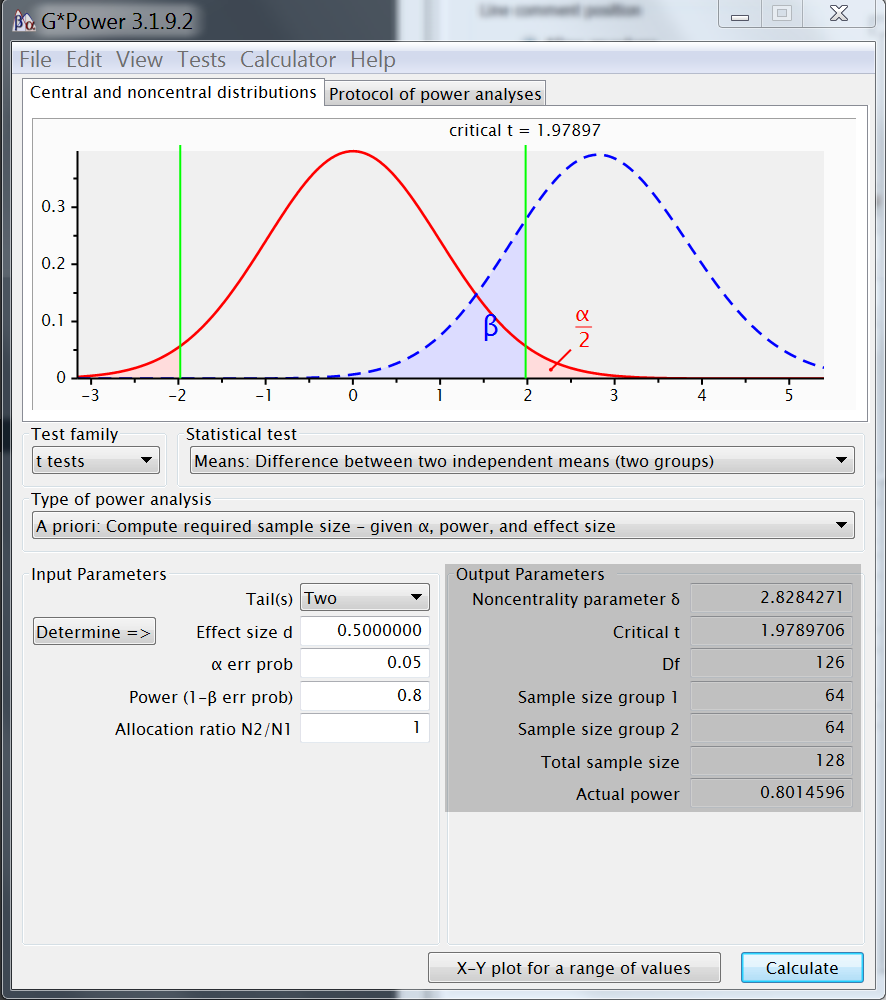 Line comment position
G*Power 3.1.9.2
File Edit View Tests Calculator Help
Central and noncentral distributions Protocol of power analyses
critical t = 1.97897
0.3
0.2
0.1
0
β
α
2
-3 -2 -1 0 1 2 3 4 5
Test family Statistical test
t tests Means: Difference between two independent means (two groups)
Type of power analysis
A priori: Compute required sample size - given α, power, and effect size
Input Parameters Output Parameters
Tail(s) Two Noncentrality parameter δ 2.8284271
Determine => Effect size d 0.5000000 Critical t 1.9789706
α err prob 0.05 Df 126
Power (1-β err prob) 0.8 Sample size group 1 64
Allocation ratio N2/N1 1 Sample size group 2 64
Total sample size 128
Actual power 0.8014596
X-Y plot for a range of values Calculate